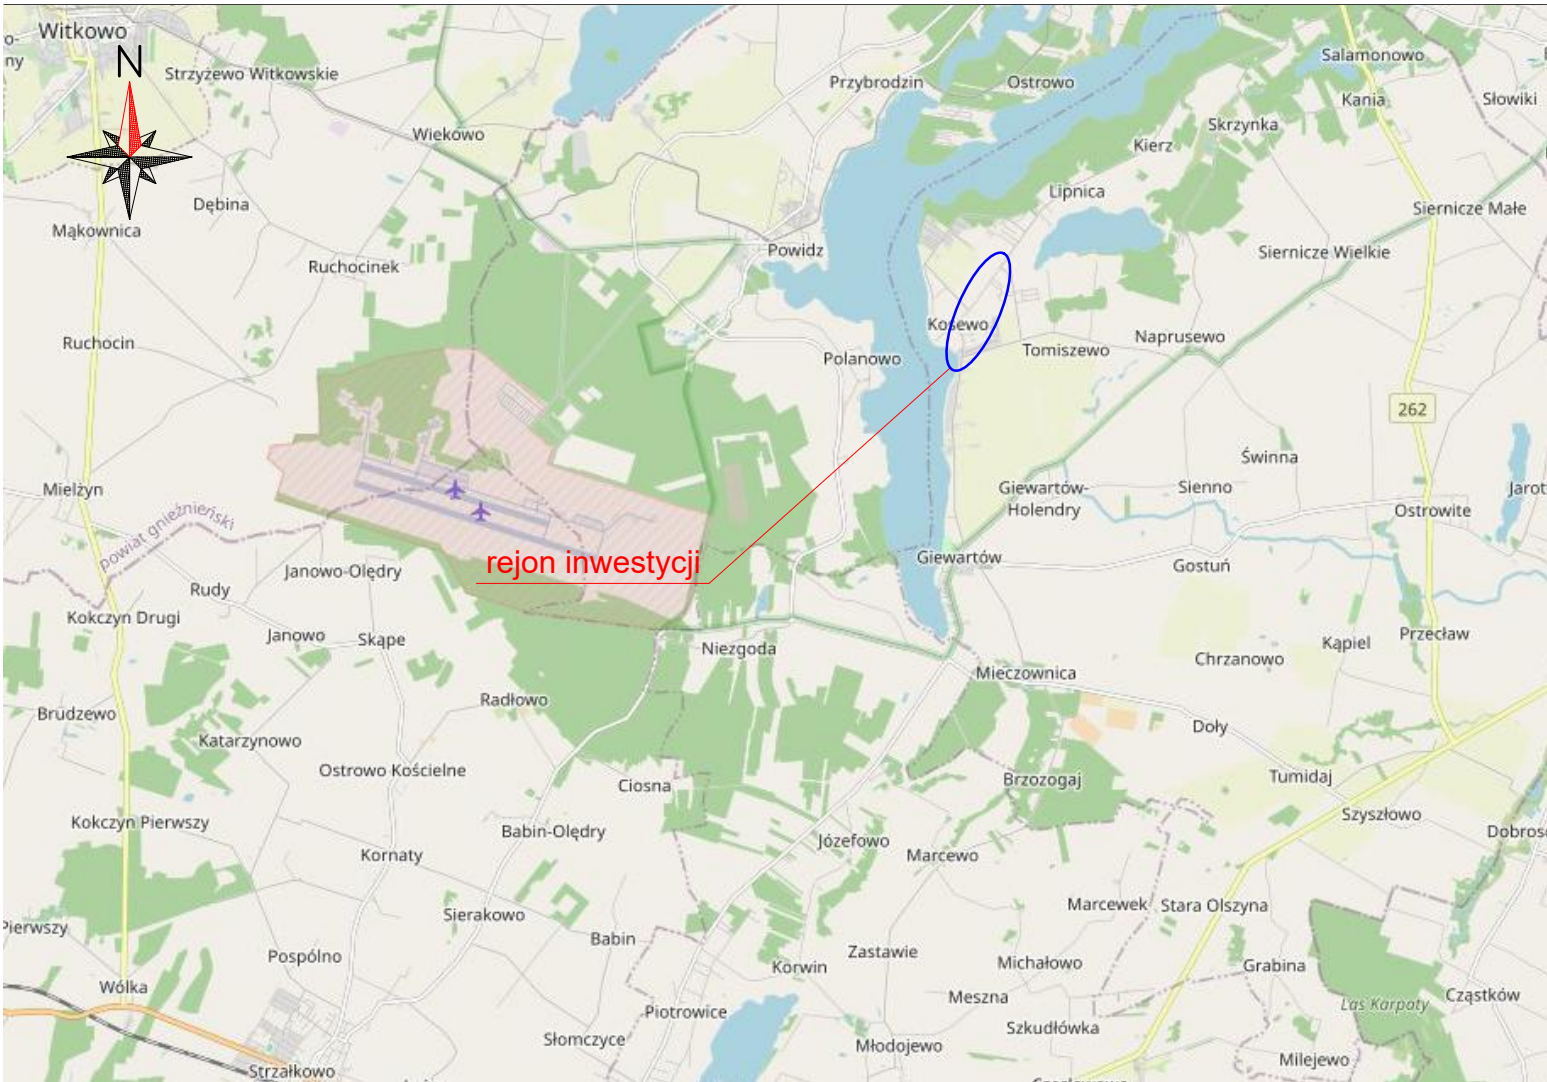 Witkowo
ny
N
Strzyżewo Witkowskie
Przybrodzin
Ostrowo
Salamonowo
Kania
Słowiki
Wiekowo
Skrzynka
Kierz
Lipnica
Dębina
Siernicze Małe
Mąkownica
Powidz
Siernicze Wielkie
Ruchocinek
Kosewo
Ruchocin
Polanowo
Tomiszewo
Naprusewo
262
Świnna
Mielżyn
Giewartów-
Holendry
Sienno
Jarot
Ostrowite
powiat gnieźnieński
rejon inwestycji
Giewartów
Gostuń
Janowo-Olędry
Rudy
Kokczyn Drugi
Janowo
Skąpe
Niezgoda
Przecław
Kąpiel
Chrzanowo
Mieczownica
Radłowo
Brudzewo
Doły
Katarzynowo
Ostrowo Kościelne
Ciosna
Brzozogaj
Tumidaj
Szyszłowo
Kokczyn Pierwszy
Babin-Olędry
Józefowo
Marcewo
Dobrosł
Kornaty
Sierakowo
Marcewek
Stara Olszyna
Pierwszy
Babin
Zastawie
Pospólno
Korwin
Michałowo
Grabina
Wólka
Meszna
Las Karpaty
Cząstków
Piotrowice
Szkudłówka
Słomczyce
Młodojewo
Milejewo
Strzałkowo